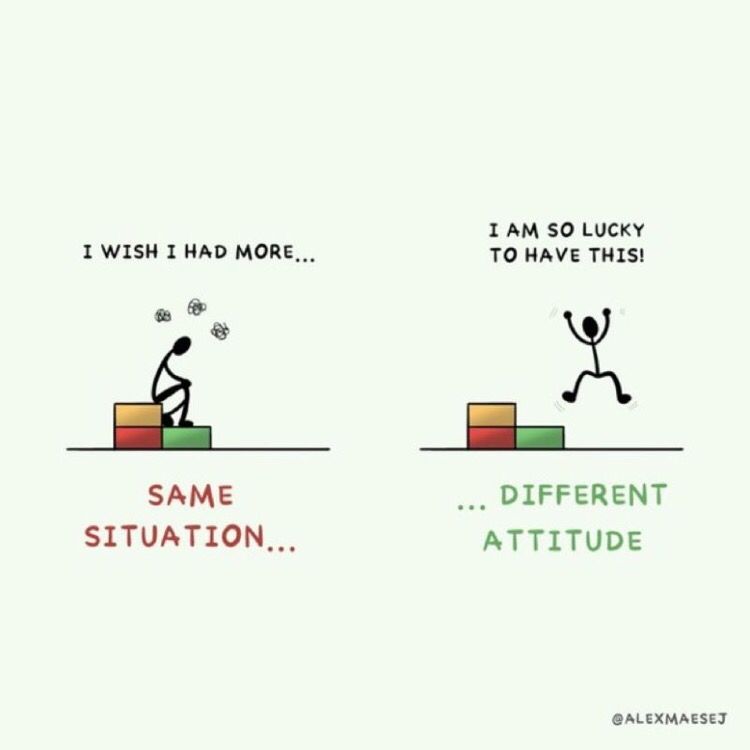 I WISH I HAD MORE...
I AM SO LUCKY
TO HAVE THIS!
SAME
SITUATION...
... DIFFERENT
ATTITUDE
@ALEXMAESEJ